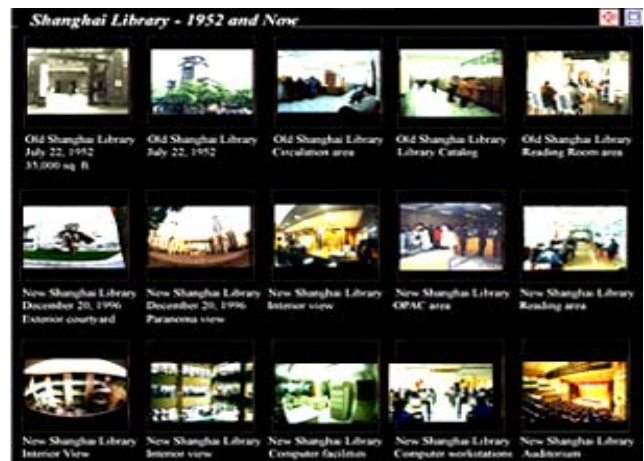 Shanghai Library - 1952 and Now
Old Shanghai Library
July 22, 1952
35,000 sq ft
Old Shanghai Library
July 22, 1952
Old Shanghai Library
Circulation area
Old Shanghai Library
Library Catalog
Old Shanghai Library
Reading Room area
New Shanghai Library
December 20, 1996
Exterior courtyard
New Shanghai Library
December 20, 1996
Paranoma view
New Shanghai Library
Interior view
New Shanghai Library
OPAC area
New Shanghai Library
Reading area
New Shanghai Library
Interior View
New Shanghai Library
Interior view
New Shanghai Library
Computer facilities
New Shanghai Library
Computer workstations
New Shanghai Library
Auditorium